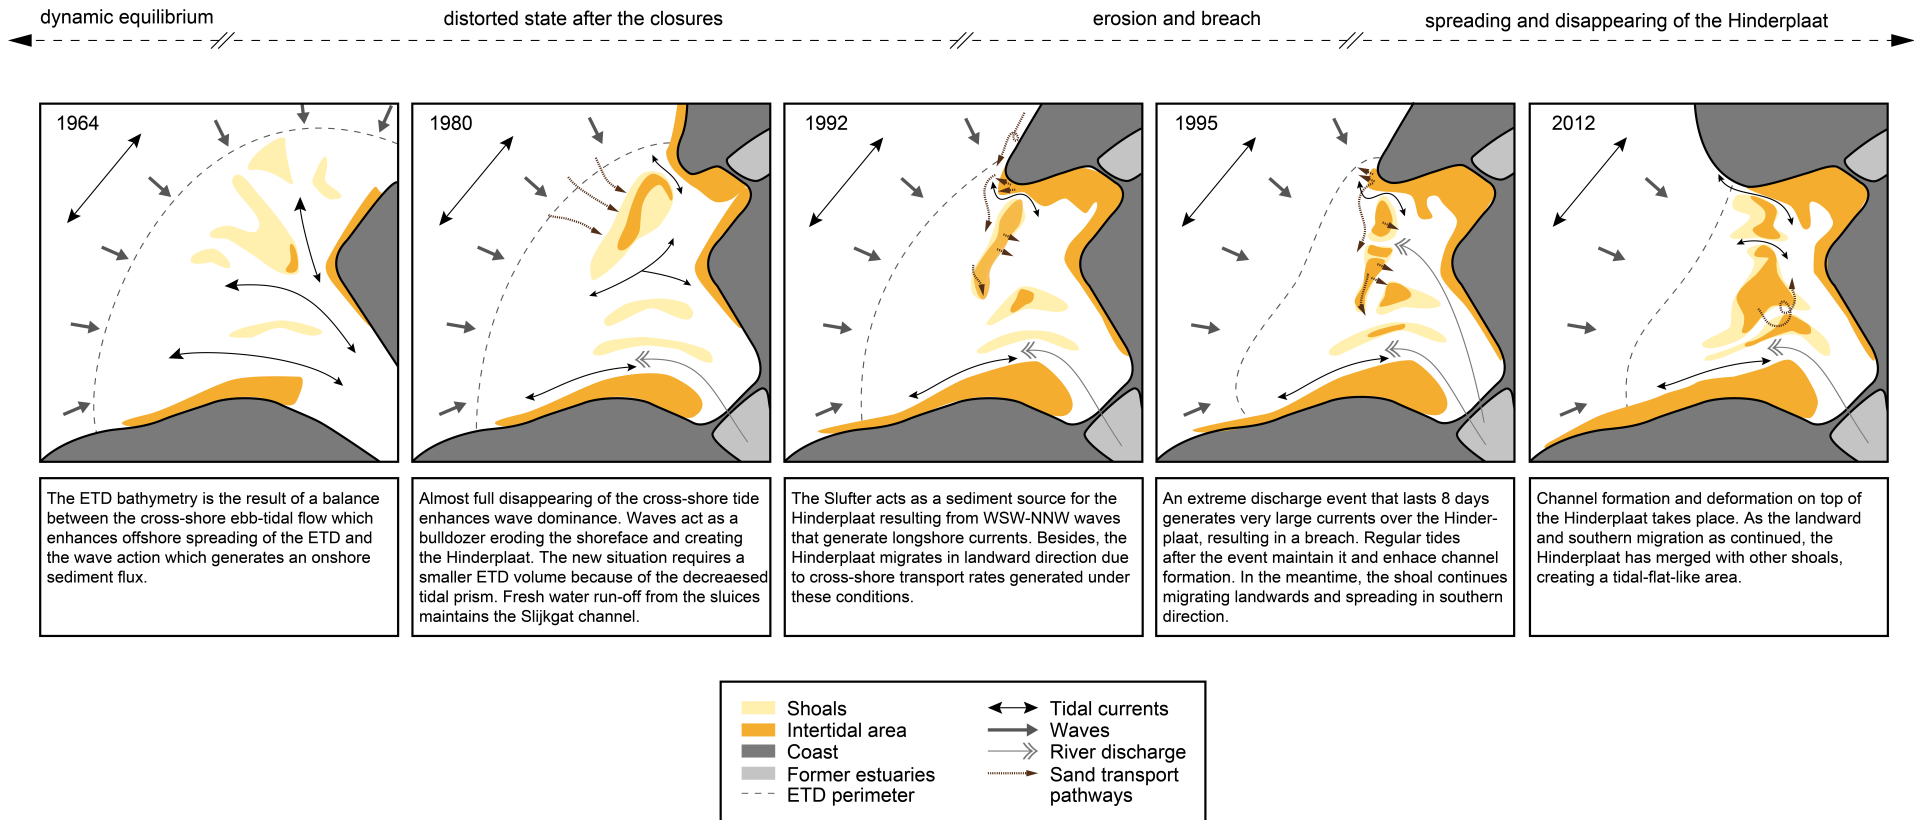 dynamic equilibrium
distorted state after the closures
erosion and breach
spreading and disappearing of the Hinderplaat
1964
1980
1992
1995
2012
The ETD bathymetry is the result of a balance
between the cross-shore ebb-tidal flow which
enhances offshore spreading of the ETD and
the wave action which generates an onshore
sediment flux.
Almost full disappearing of the cross-shore tide
enhances wave dominance. Waves act as a
bulldozer eroding the shoreface and creating
the Hinderplaat. The new situation requires a
smaller ETD volume because of the decreaesed
tidal prism. Fresh water run-off from the sluices
maintains the Slijkgat channel.
The Slufter acts as a sediment source for the
Hinderplaat resulting from WSW-NNW waves
that generate longshore currents. Besides, the
Hinderplaat migrates in landward direction due
to cross-shore transport rates generated under
these conditions.
An extreme discharge event that lasts 8 days
generates very large currents over the Hinder-
plaat, resulting in a breach. Regular tides
after the event maintain it and enhace channel
formation. In the meantime, the shoal continues
migrating landwards and spreading in southern
direction.
Channel formation and deformation on top of
the Hinderplaat takes place. As the landward
and southern migration as continued, the
Hinderplaat has merged with other shoals,
creating a tidal-flat-like area.
Shoals
Intertidal area
Coast
Former estuaries
ETD perimeter
Tidal currents
Waves
River discharge
Sand transport
pathways